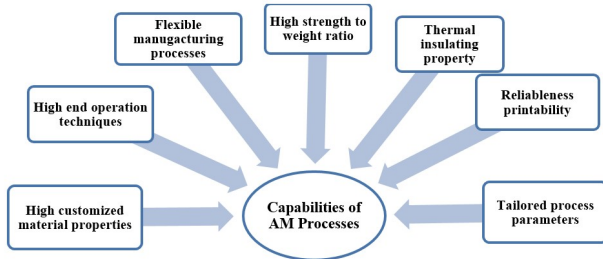 High customized
material properties
High end operation
techniques
Flexible
manugacturing
processes
High strength to
weight ratio
Thermal
insulating
property
Reliableness
printability
Tailored process
parameters
Capabilities of
AM Processes